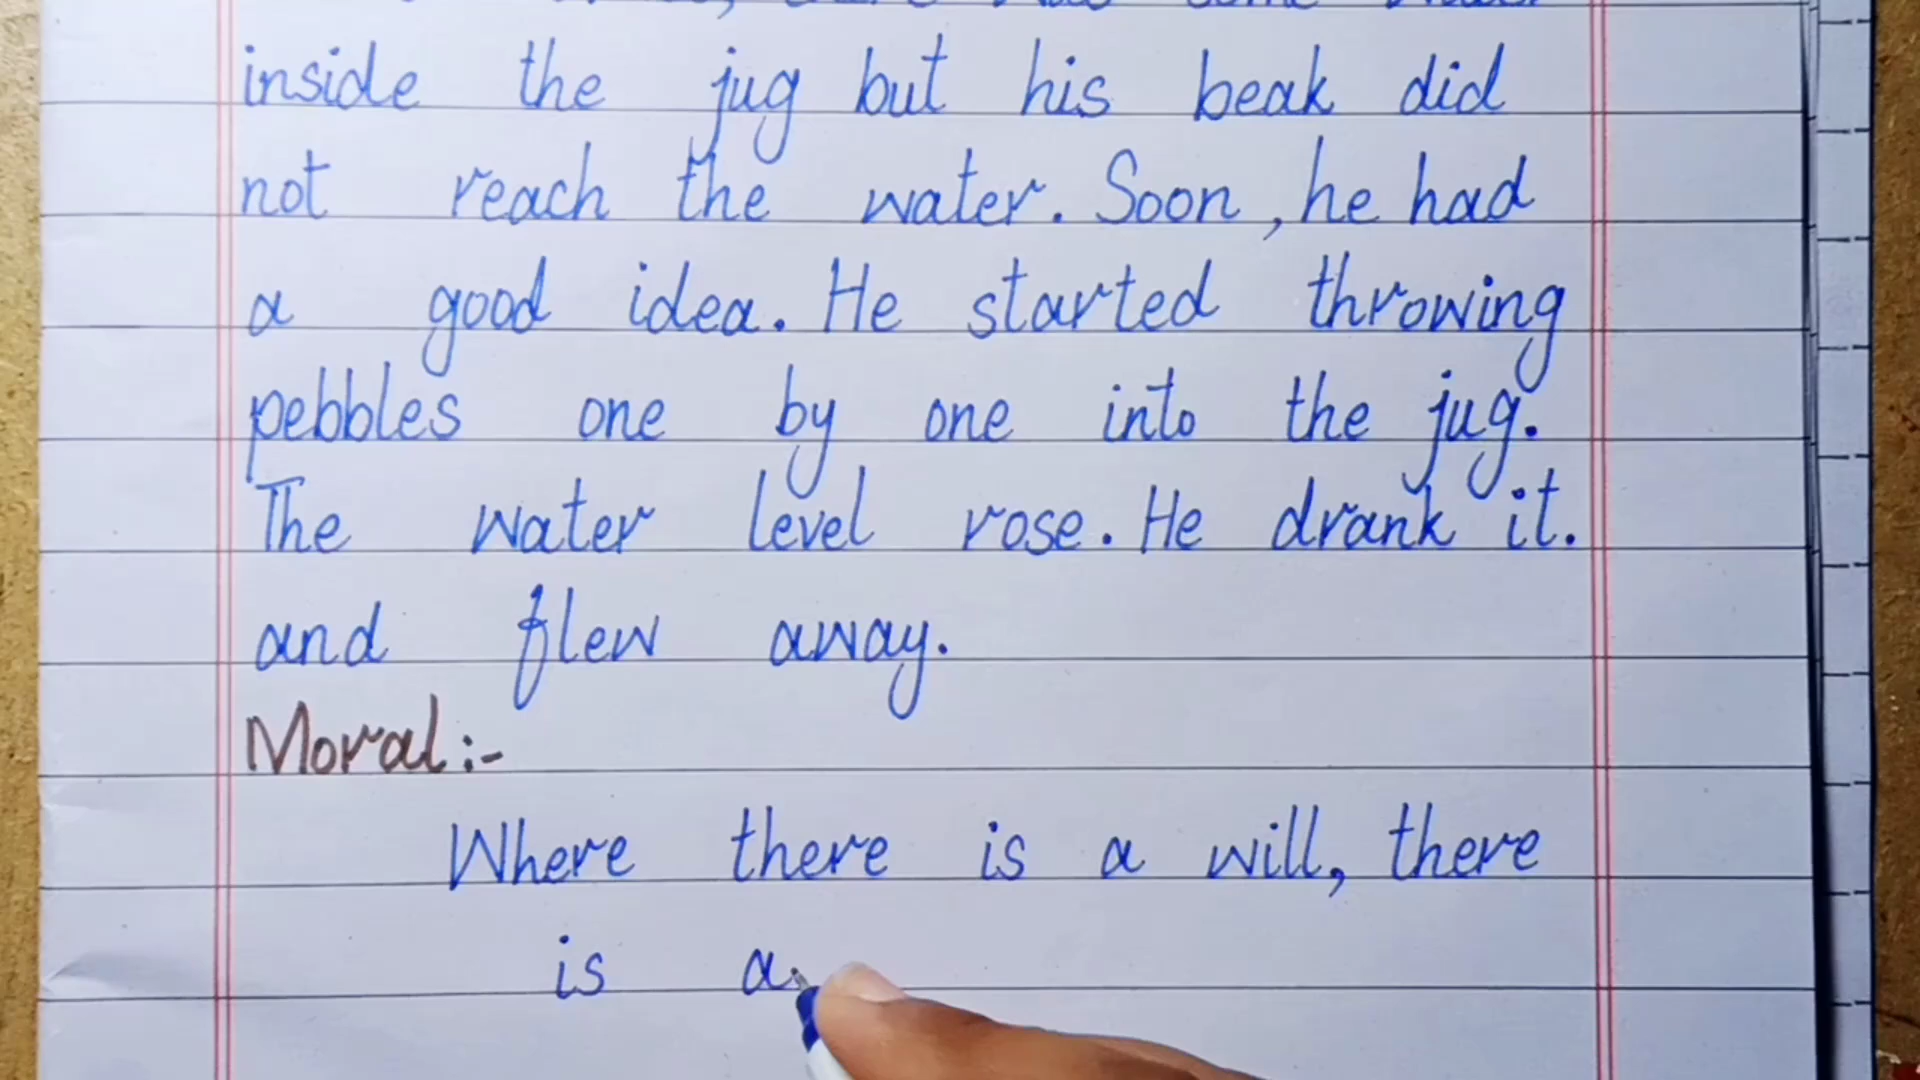 inside the jug but his beak did
not reach the water. Soon, he had
a good idea. He started throwing
pebbles one by one into the jug.
The water level rose. He drank it.
and flew away.
Moral:-
Where there is a will, there
is a